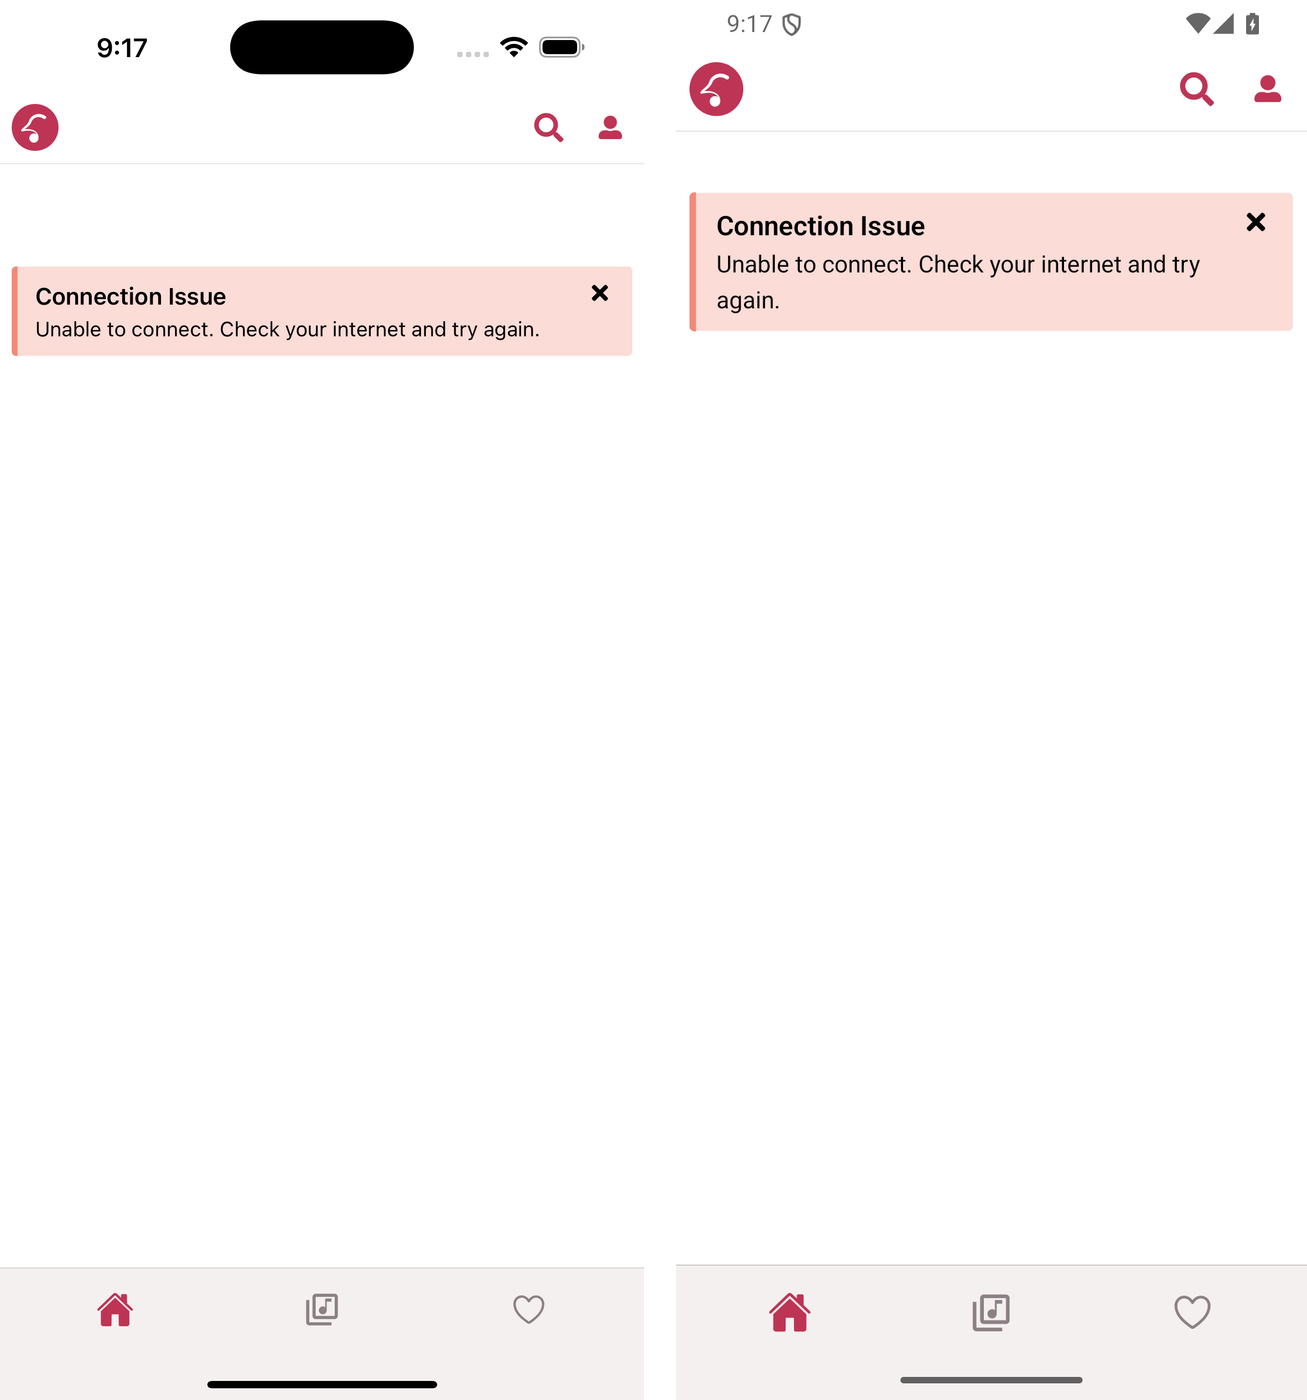 9:17
Connection Issue
Unable to connect. Check your internet and try again.
9:17
Connection Issue
Unable to connect. Check your internet and try
again.